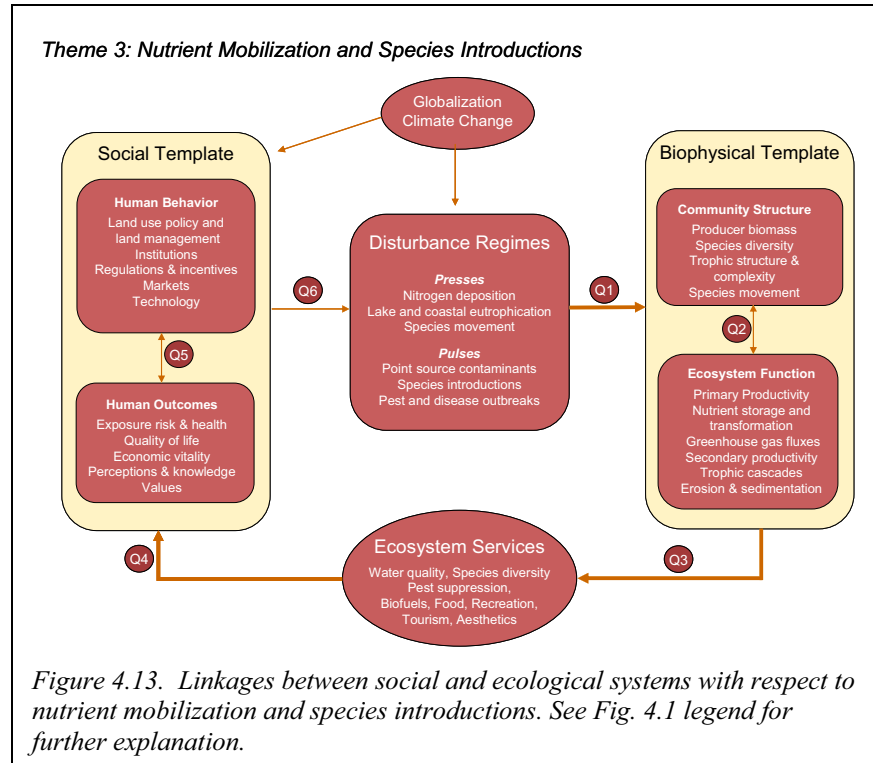 Theme 3: Nutrient Mobilization and Species Introductions
Globalization
Climate Change
Social Template
Human Behavior
Land use policy and
land management
Institutions
Regulations & incentives
Markets
Technology
Q5
Human Outcomes
Exposure risk & health
Quality of life
Economic vitality
Perceptions & knowledge
Values
Q6
Disturbance Regimes
Presses
Nitrogen deposition
Lake and coastal eutrophication
Species movement
Pulses
Point source contaminants
Species introductions
Pest and disease outbreaks
Q1
Biophysical Template
Community Structure
Producer biomass
Species diversity
Trophic structure &
complexity
Species movement
Q2
Ecosystem Function
Primary Productivity
Nutrient storage and
transformation
Greenhouse gas fluxes
Secondary productivity
Trophic cascades
Erosion & sedimentation
Q3
Ecosystem Services
Water quality, Species diversity
Pest suppression,
Biofuels, Food, Recreation,
Tourism, Aesthetics
Q4
Figure 4.13. Linkages between social and ecological systems with respect to
nutrient mobilization and species introductions. See Fig. 4.1 legend for
further explanation.